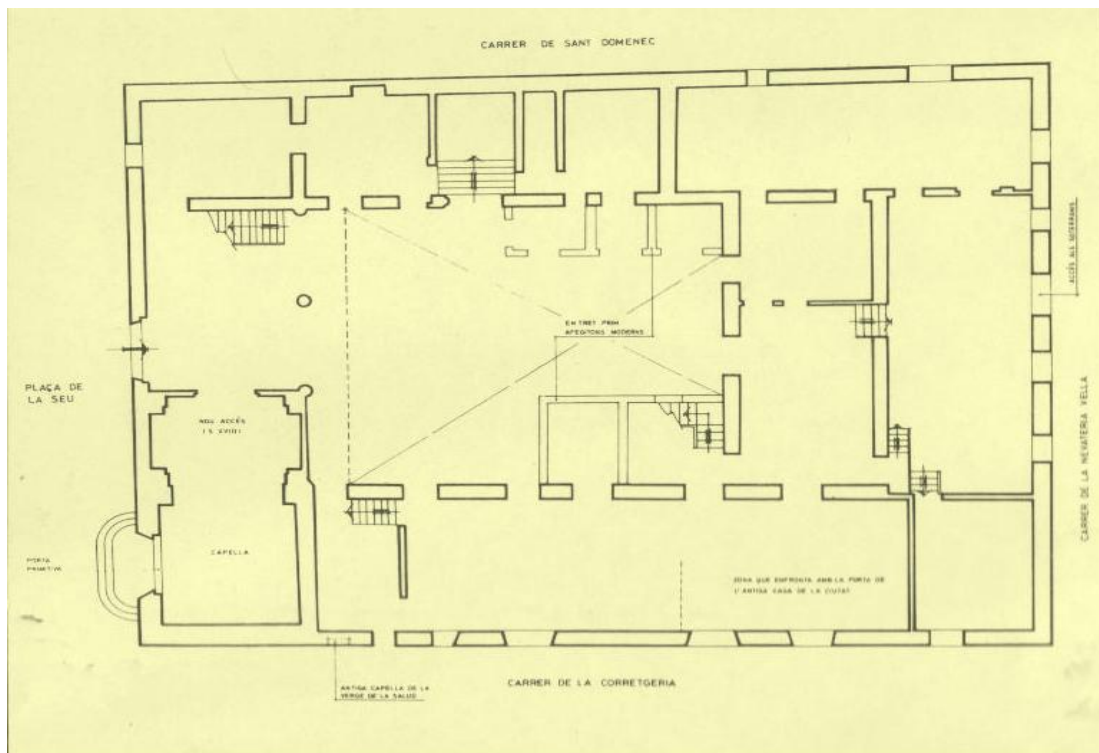 CARRER DE SANT DOMENEC
ACCÉS ALS SOTERRANIS
EN TRET PRIM
AFEGITONS MODERNS
PLAÇA DE
LA SEU
NOU ACCÉS
(S. XVIII)
CARRER DE LA NEVATERIA VELLA
PORTA
PRIMITIVA
CAPELLA
ZONA QUE ENFRONTA AMB LA PORTA DE
L'ANTIGA CASA DE LA CIUTAT
ANTIGA CAPELLA DE LA
VERGE DE LA SALUD
CARRER DE LA CORRETGERIA